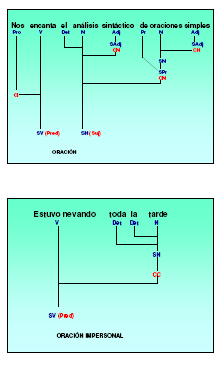 Nos encanta el análisis sintáctico de oraciones simples
Pro V Det N Adj Pr N Adj
SAdj SAdj
CN CN
SN
SPr
CN
CI
SV (Pred) SN (Suj)
ORACIÓN
Estuvo nevando toda la tarde
V Det Det N
SN
CC
SV (Pred)
ORACIÓN IMPERSONAL